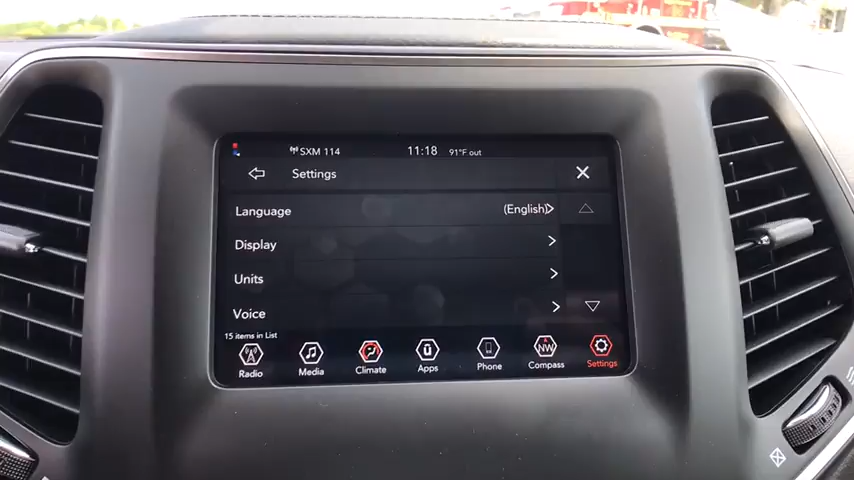 SXM 114 11:18 91°F out
Settings
Language (English)
Display
Units
Voice
15 items in List
Radio Media Climate Apps Phone NW Compass Settings